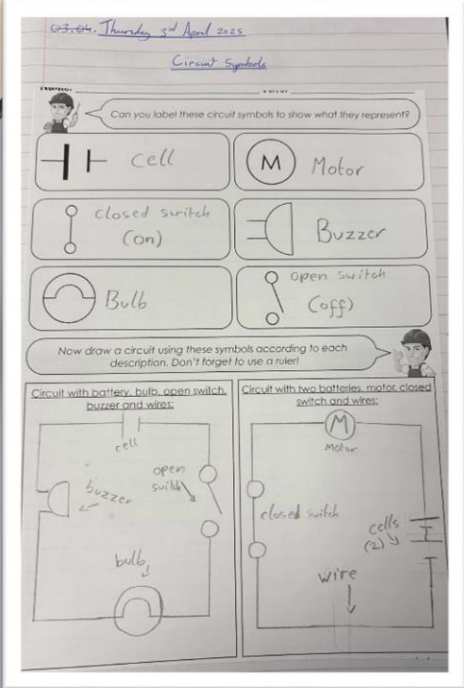 03.04. Thursday 3rd April 2025
Circuit Symbols
Can you label these circuit symbols to show what they represent?
cell
M Motor
closed switch
(on)
Buzzer
Bulb
open switch
(off)
Now draw a circuit using these symbols according to each
description. Don't forget to use a ruler!
Circuit with battery, bulb, open switch,
buzzer and wires:
cell
open
switch
buzzer
bulb
Circuit with two batteries, motor, closed
switch and wires:
M
Motor
closed switch
cells
(2)
wire